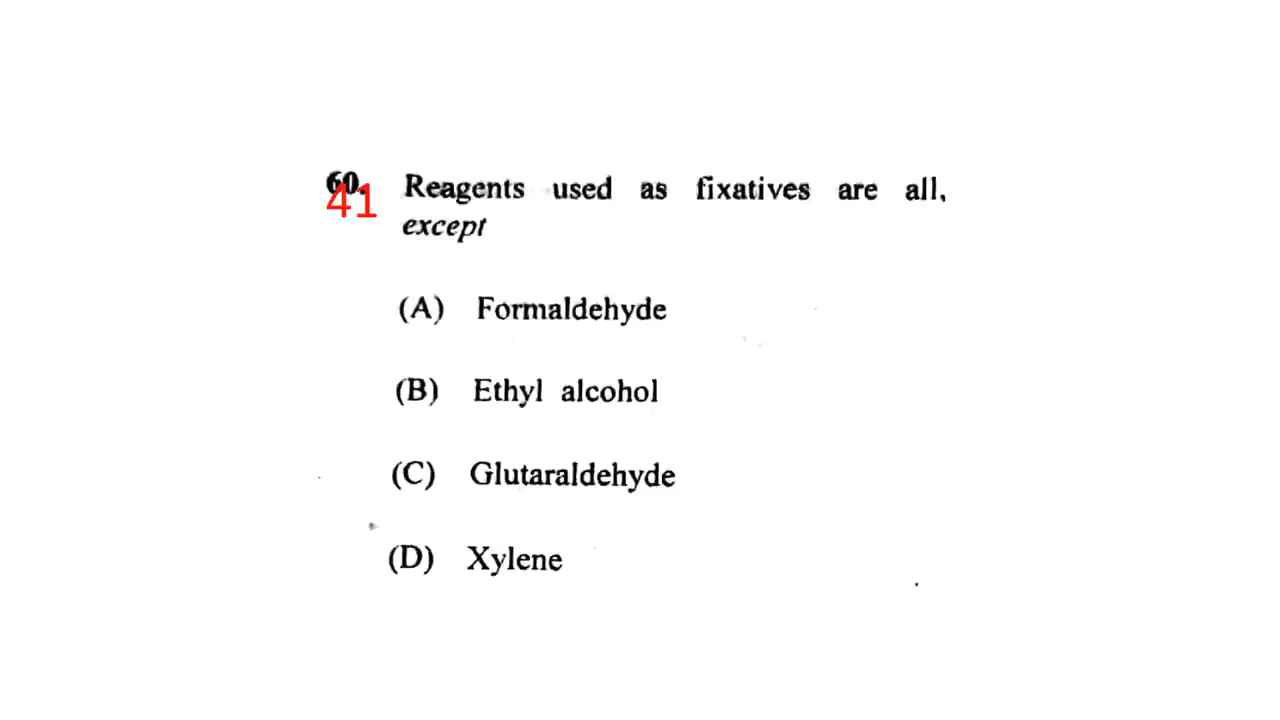 60.
41
Reagents used as fixatives are all,
except
(A) Formaldehyde
(B) Ethyl alcohol
(C) Glutaraldehyde
(D) Xylene